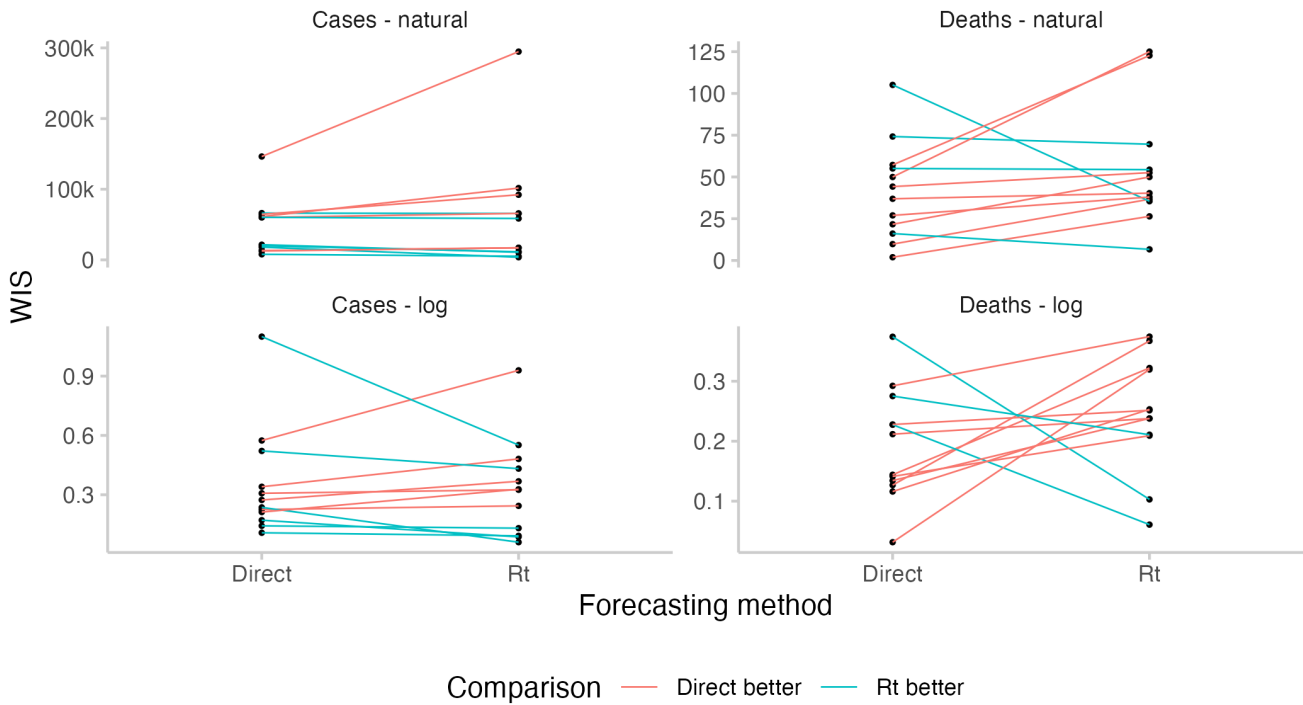 Cases - natural
Deaths - natural
300k
200k
100k
0
125
100
75
50
25
0
WIS
Cases - log
Deaths - log
0.9
0.6
0.3
0.3
0.2
0.1
Direct
Rt
Direct
Rt
Forecasting method
Comparison
Direct better
Rt better